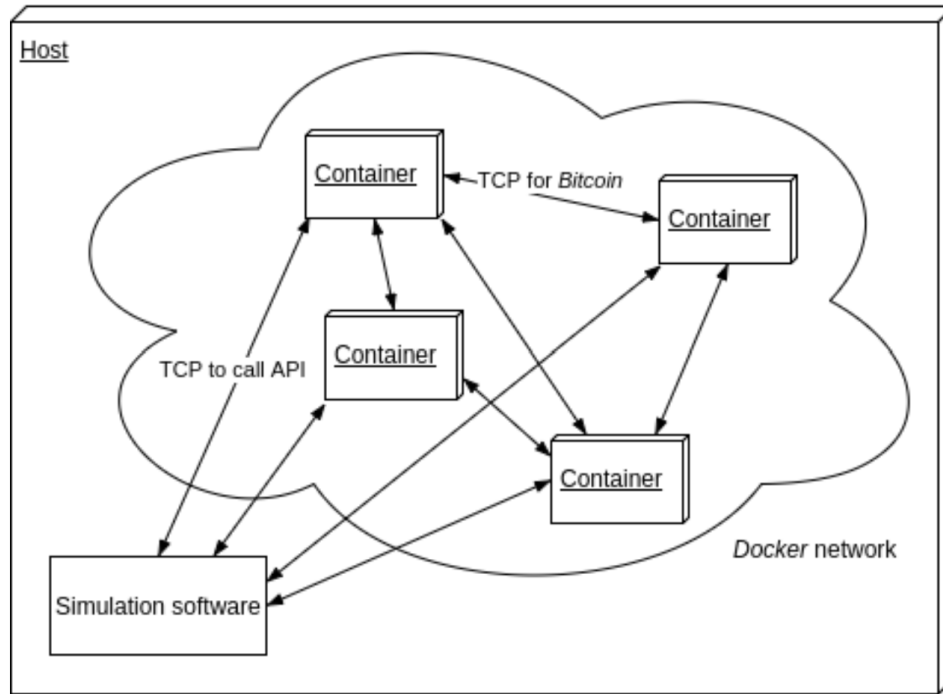 Host
Container
TCP for Bitcoin
Container
Container
TCP to call API
Container
Docker network
Simulation software